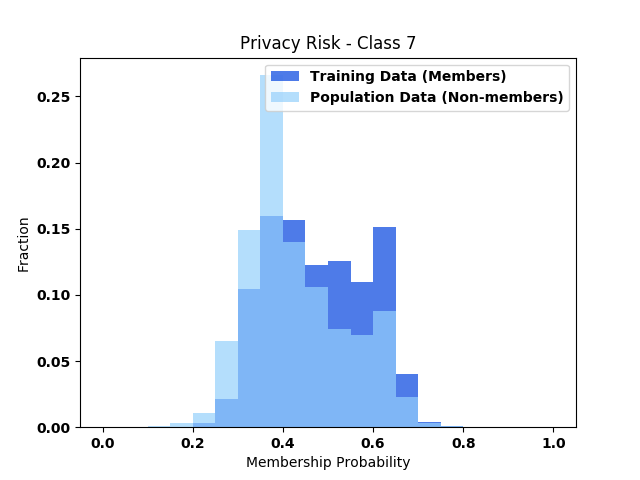 Privacy Risk - Class 7
Training Data (Members)
Population Data (Non-members)
Fraction
0.25
0.20
0.15
0.10
0.05
0.00
0.0 0.2 0.4 0.6 0.8 1.0
Membership Probability